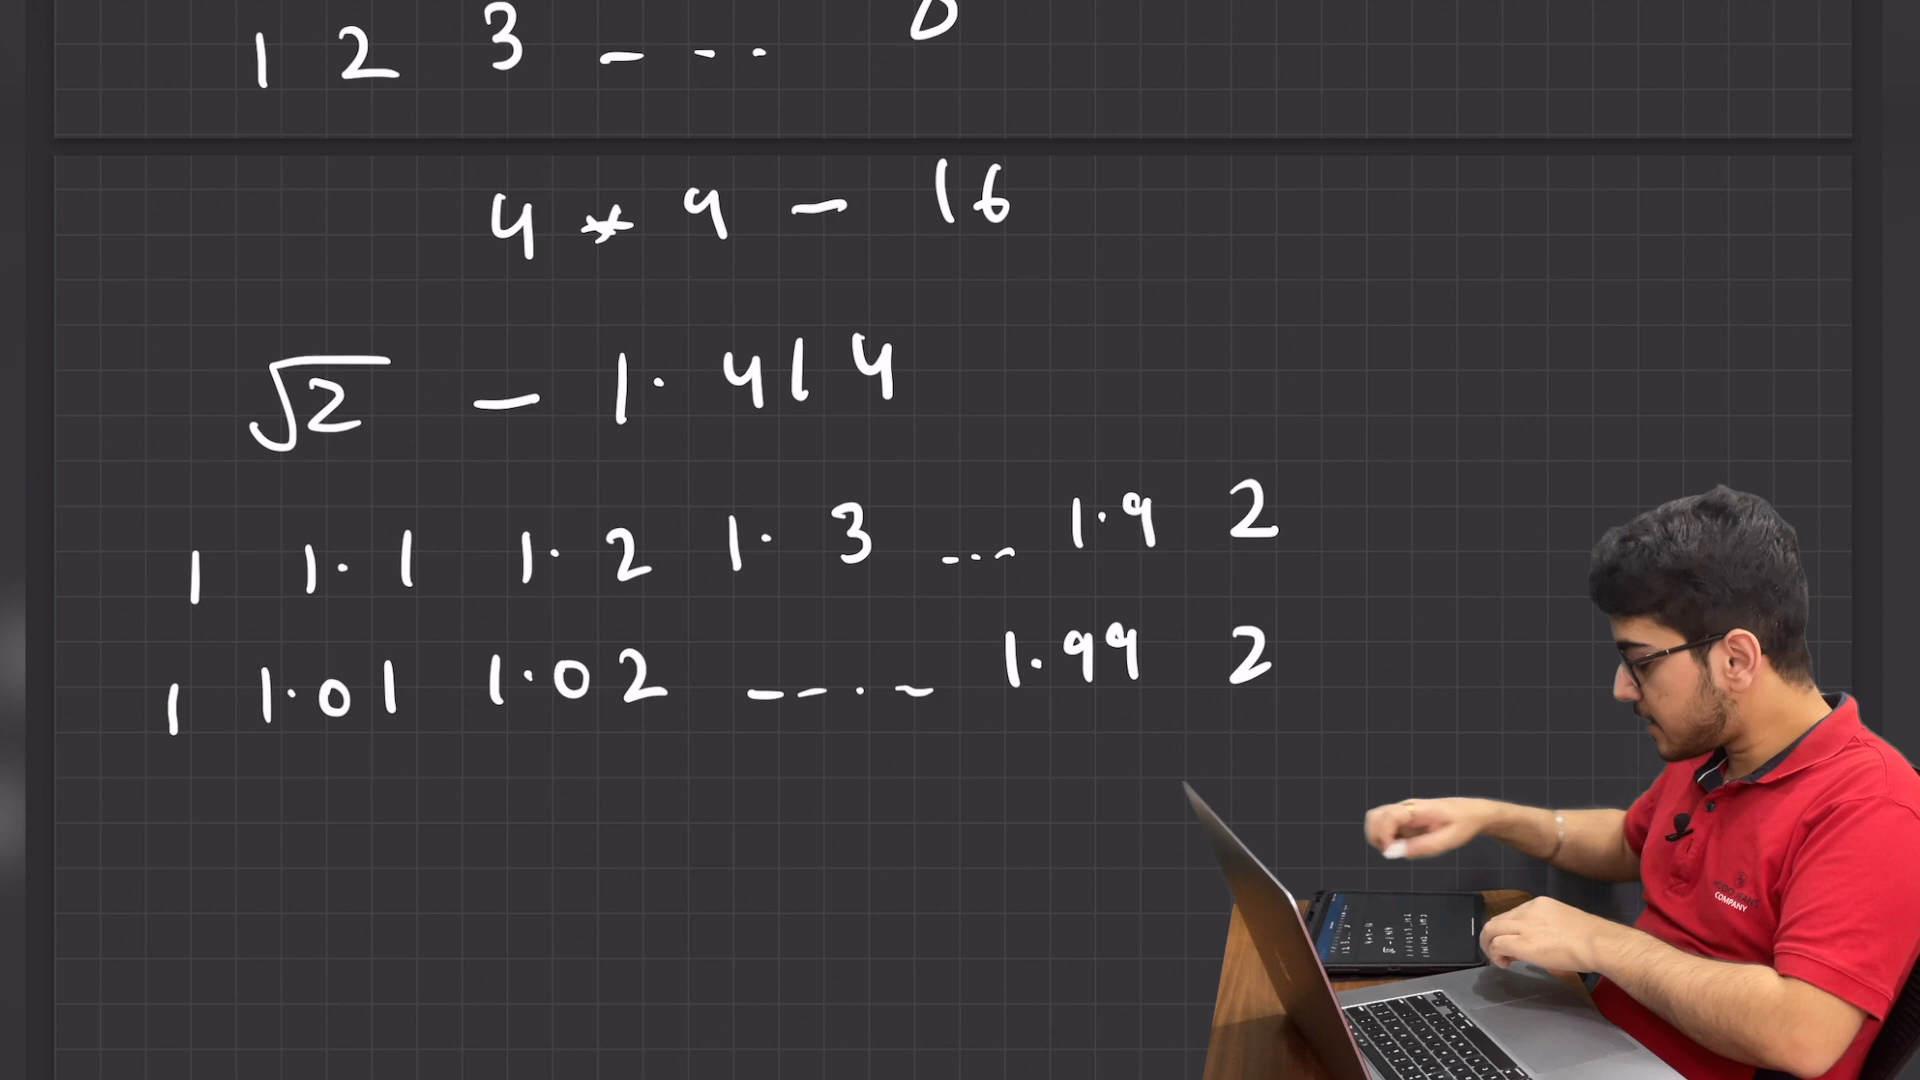 1 2 3 - - .
4 * 4 - 16
√2 - 1.414
1 1.1 1.2 1.3 ... 1.9 2
1 1.01 1.02 ---- 1.99 2
COMPANY